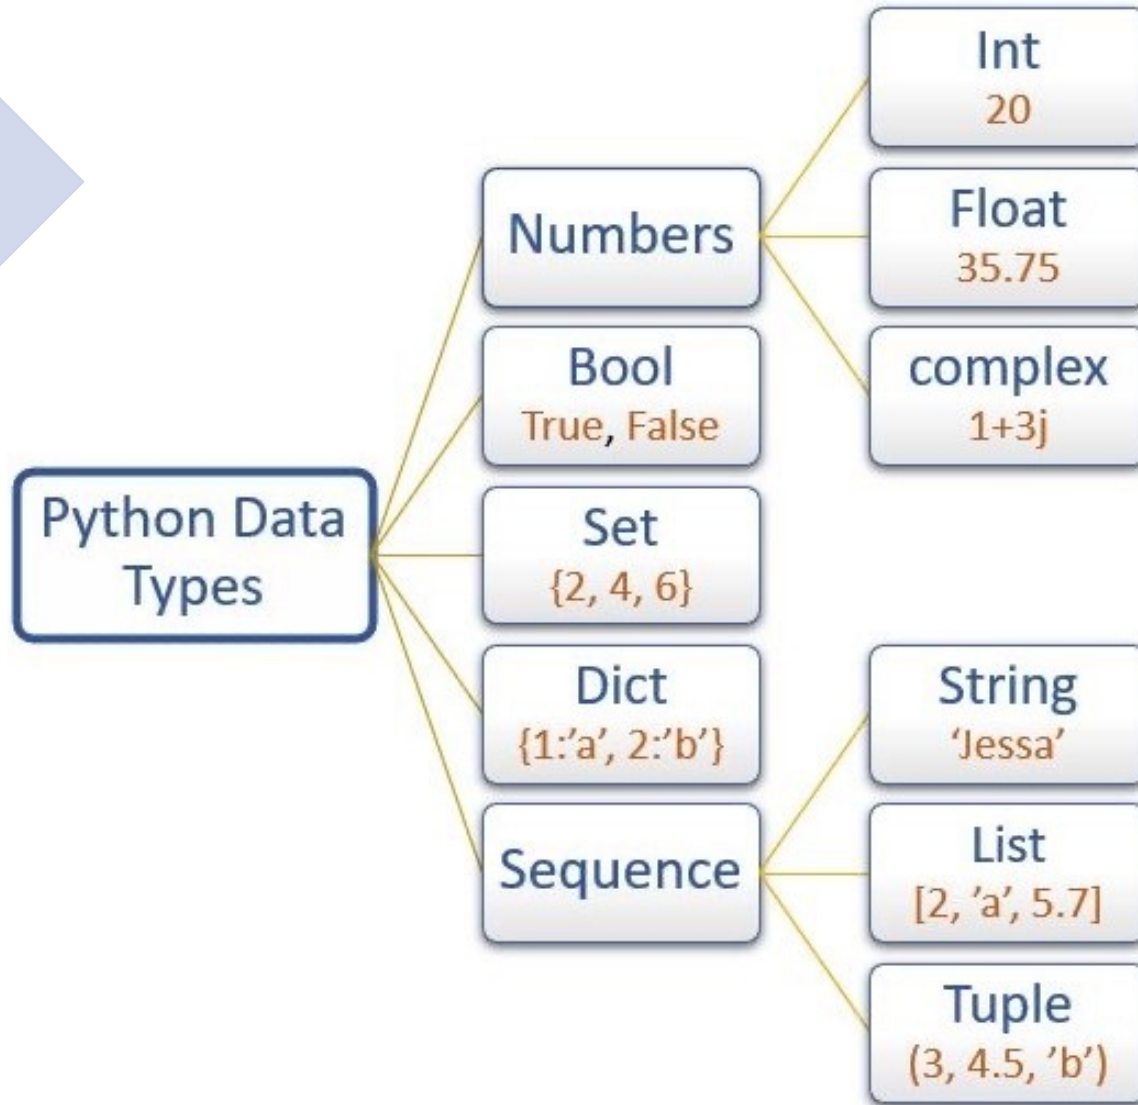 Python Data
Types
Numbers
Int
20
Float
35.75
complex
1+3j
Bool
True, False
Set
{2, 4, 6}
Dict
{1:’a’, 2:’b’}
Sequence
String
‘Jessa’
List
[2, ’a’, 5.7]
Tuple
(3, 4.5, ’b’)